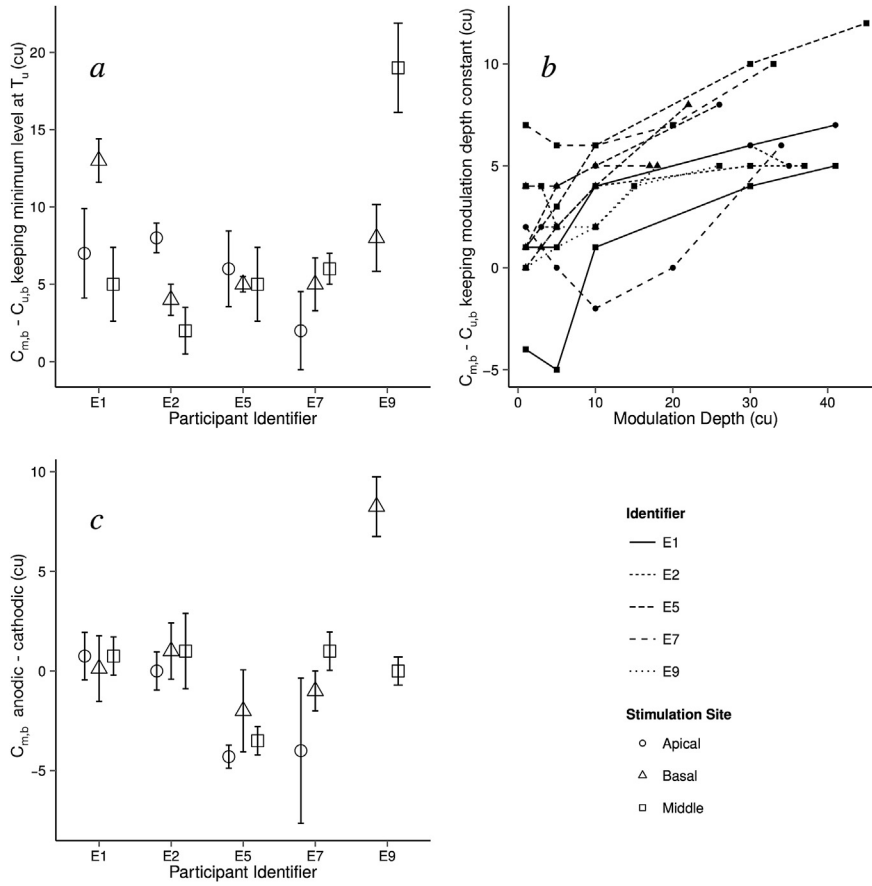 C_{m,b} - C_{u,b} keeping minimum level at T_u (cu)
a
20
15
10
5
0
E1 E2 E5 E7 E9
Participant Identifier
C_{m,b} - C_{u,b} keeping modulation depth constant (cu)
b
10
5
0
−5
0 10 20 30 40
Modulation Depth (cu)
C_{m,b} anodic - cathodic (cu)
c
10
5
0
−5
E1 E2 E5 E7 E9
Participant Identifier
Identifier
E1
E2
E5
E7
E9
Stimulation Site
Apical
Basal
Middle